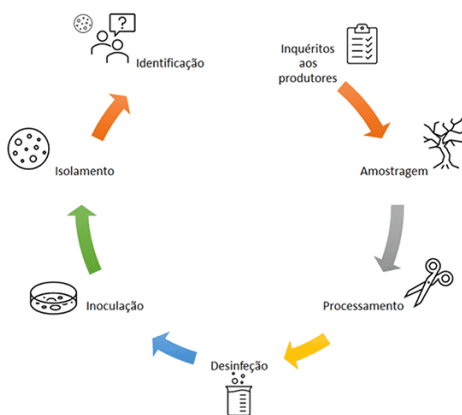 Inquéritos
aos
produtores
Amostragem
Processamento
Desinfeção
Inoculação
Isolamento
Identificação
?